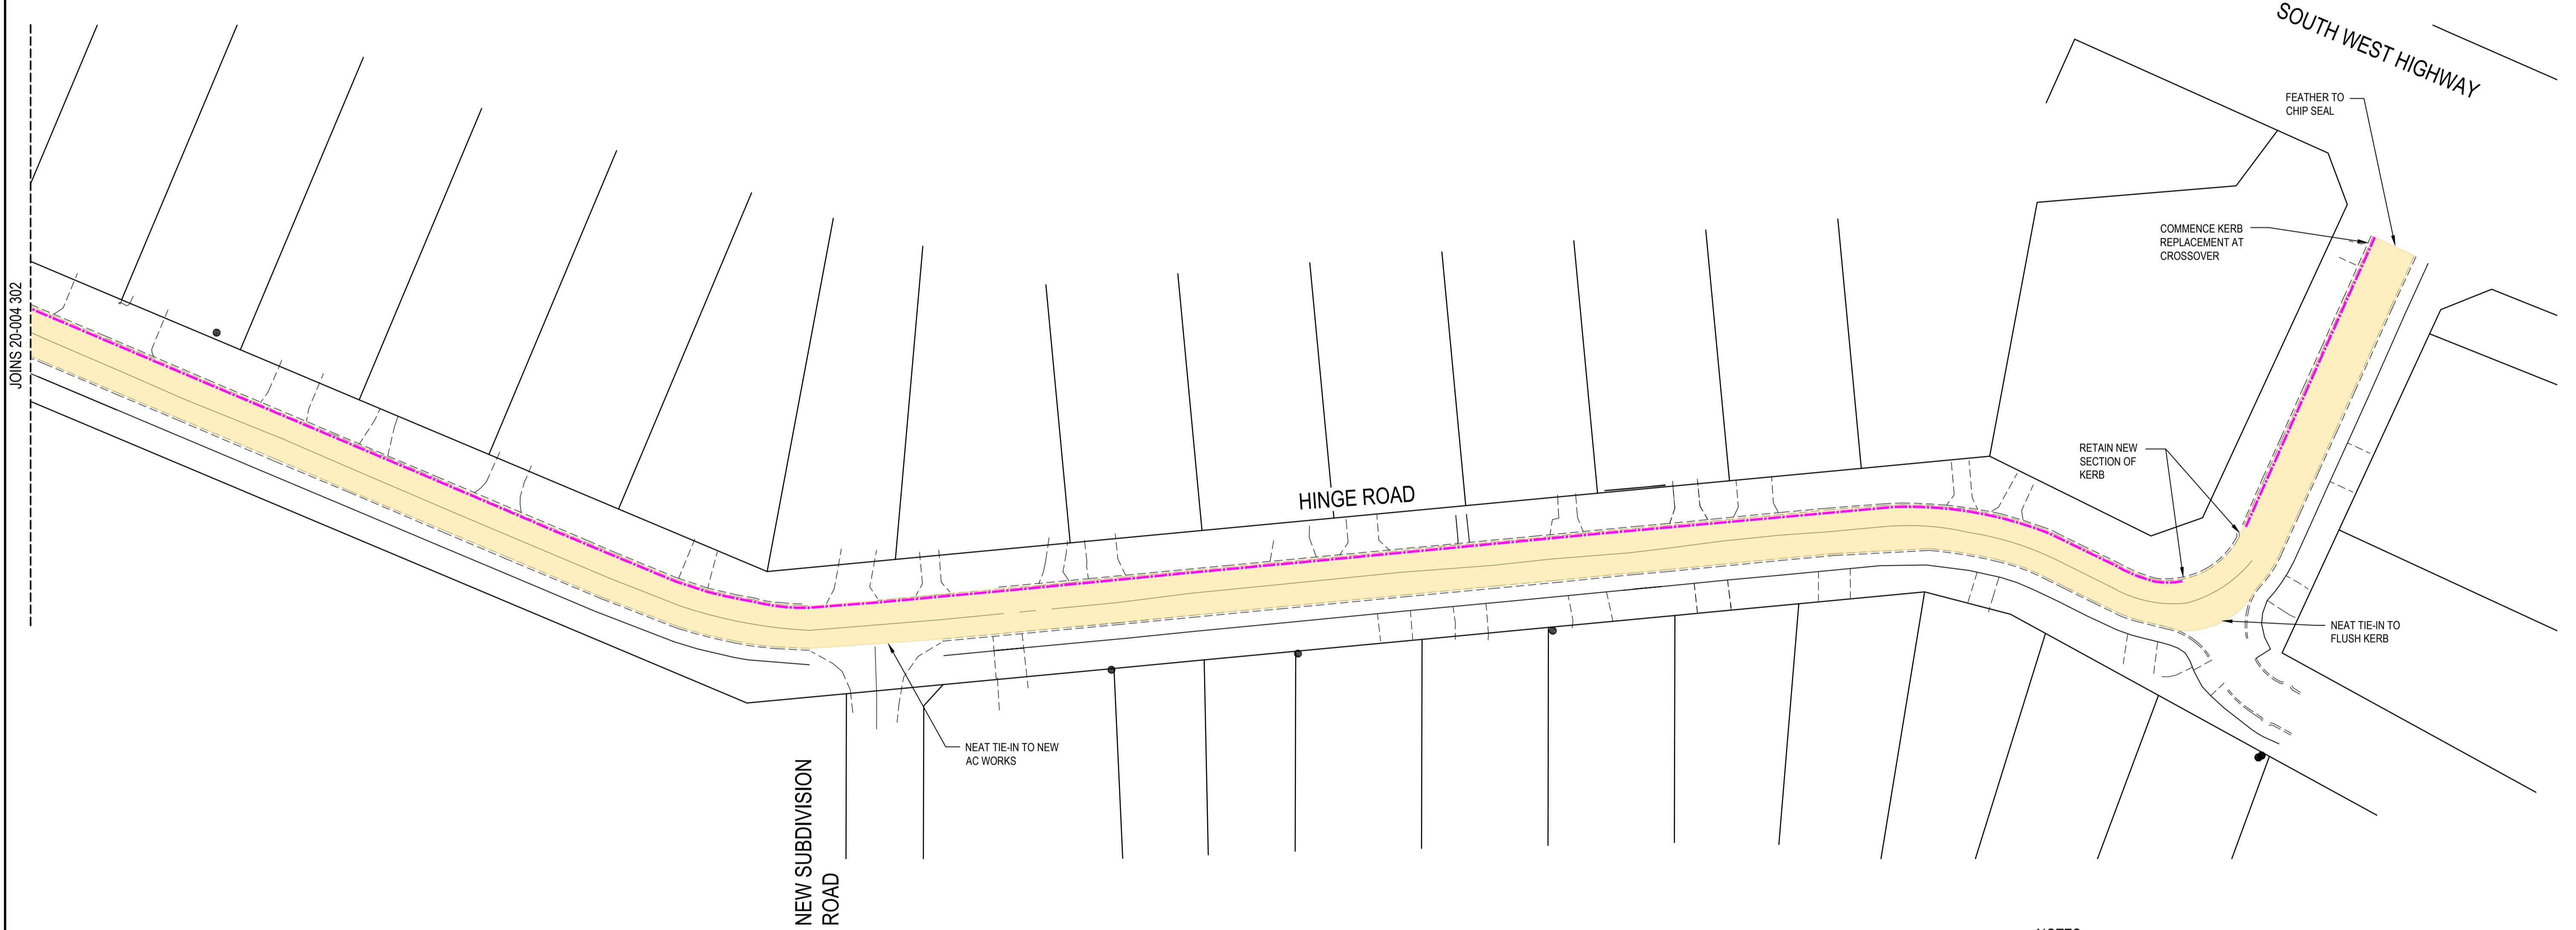 SOUTH WEST HIGHWAY
FEATHER TO
CHIP SEAL
COMMENCE KERB
REPLACEMENT AT
CROSSOVER
JOINS 20-004 302
RETAIN NEW
SECTION OF
KERB
HINGE ROAD
NEAT TIE-IN TO
FLUSH KERB
NEAT TIE-IN TO NEW
AC WORKS
NEW SUBDIVISION
ROAD
NOTES